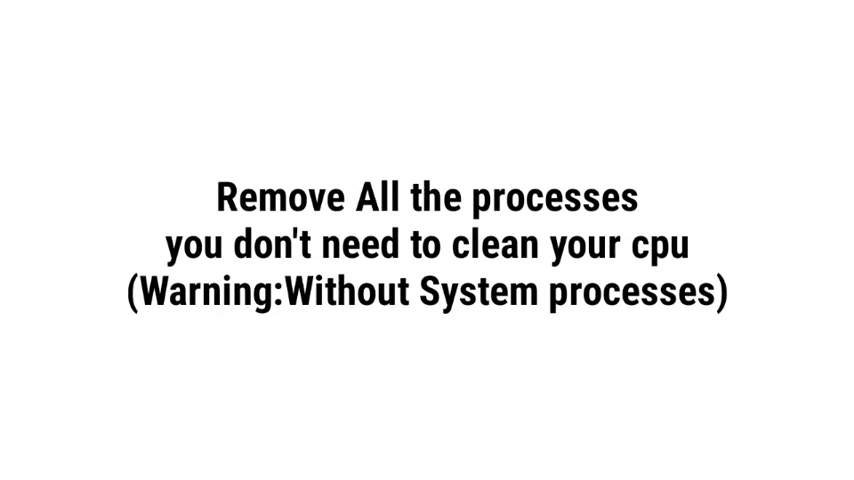 Remove All the processes
you don't need to clean your cpu
(Warning:Without System processes)